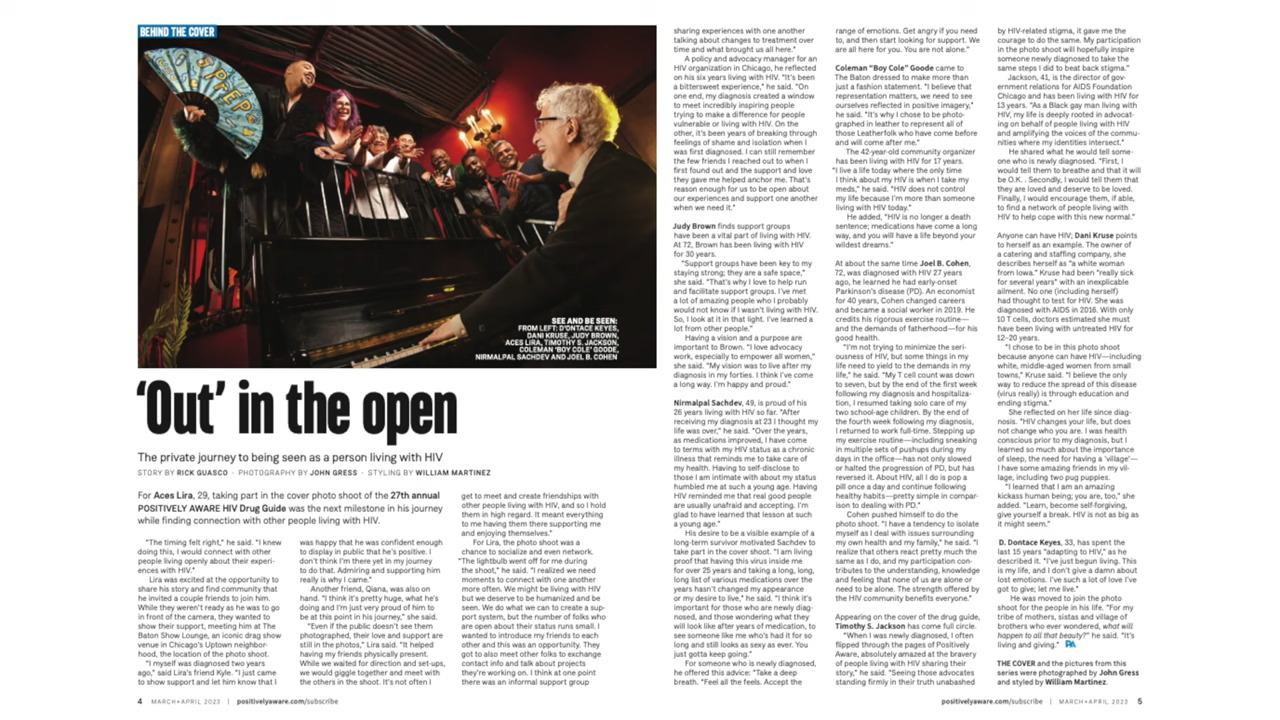 BEHIND THE COVER
PrEP
SEE AND BE SEEN:
FROM LEFT: D'ONTACE KEYES,
DANI KRUSE, JUDY BROWN,
ACES LIRA, TIMOTHY S. JACKSON,
COLEMAN 'BOY COLE' GOODE,
NIRMALPAL SACHDEV AND JOEL B. COHEN
'Out' in the open
The private journey to being seen as a person living with HIV
STORY BY RICK GUASCO · PHOTOGRAPHY BY JOHN GRESS · STYLING BY WILLIAM MARTINEZ
For Aces Lira, 29, taking part in the cover photo shoot of the 27th annual
POSITIVELY AWARE HIV Drug Guide was the next milestone in his journey
while finding connection with other people living with HIV.
"The timing felt right," he said. "I knew
doing this, I would connect with other
people living openly about their experi-
ences with HIV."
Lira was excited at the opportunity to
share his story and find community that
he invited a couple friends to join him.
While they weren't ready as he was to go
in front of the camera, they wanted to
show their support, meeting him at The
Baton Show Lounge, an iconic drag show
venue in Chicago's Uptown neighbor-
hood, the location of the photo shoot.
"I myself was diagnosed two years
ago," said Lira's friend Kyle. "I just came
to show support and let him know that I
was happy that he was confident enough
to display in public that he's positive. I
don't think I'm there yet in my journey
to do that. Admiring and supporting him
really is why I came."
Another friend, Qiana, was also on
hand. "I think it's pretty huge, what he's
doing and I'm just very proud of him to
be at this point in his journey," she said.
"Even if the public doesn't see them
photographed, their love and support are
still in the photos," Lira said. "It helped
having my friends physically present.
While we waited for direction and set-ups,
we would giggle together and meet with
the others in the shoot. It's not often I
get to meet and create friendships with
other people living with HIV, and so I hold
them in high regard. It meant everything
to me having them there supporting me
and enjoying themselves."
For Lira, the photo shoot was a
chance to socialize and even network.
"The lightbulb went off for me during
the shoot," he said. "I realized we need
moments to connect with one another
more often. We might be living with HIV
but we deserve to be humanized and be
seen. We do what we can to create a sup-
port system, but the number of folks who
are open about their status runs small. I
wanted to introduce my friends to each
other and this was an opportunity. They
got to also meet other folks to exchange
contact info and talk about projects
they're working on. I think at one point
there was an informal support group
sharing experiences with one another
talking about changes to treatment over
time and what brought us all here."
A policy and advocacy manager for an
HIV organization in Chicago, he reflected
on his six years living with HIV. "It's been
a bittersweet experience," he said. "On
one end, my diagnosis created a window
to meet incredibly inspiring people
trying to make a difference for people
vulnerable or living with HIV. On the
other, it's been years of breaking through
feelings of shame and isolation when I
was first diagnosed. I can still remember
the few friends I reached out to when I
first found out and the support and love
they gave me helped anchor me. That's
reason enough for us to be open about
our experiences and support one another
when we need it."
Judy Brown finds support groups
have been a vital part of living with HIV.
At 72, Brown has been living with HIV
for 30 years.
"Support groups have been key to my
staying strong; they are a safe space,"
she said. "That's why I love to help run
and facilitate support groups. I've met
a lot of amazing people who I probably
would not know if I wasn't living with HIV.
So, I look at it in that light. I've learned a
lot from other people."
Having a vision and a purpose are
important to Brown. "I love advocacy
work, especially to empower all women,"
she said. "My vision was to live after my
diagnosis in my forties. I think I've come
a long way. I'm happy and proud."
Nirmalpal Sachdev, 49, is proud of his
26 years living with HIV so far. "After
receiving my diagnosis at 23 I thought my
life was over," he said. "Over the years,
as medications improved, I have come
to terms with my HIV status as a chronic
illness that reminds me to take care of
my health. Having to self-disclose to
those I am intimate with about my status
humbled me at such a young age. Having
HIV reminded me that real good people
are usually unafraid and accepting. I'm
glad to have learned that lesson at such
a young age."
His desire to be a visible example of a
long-term survivor motivated Sachdev to
take part in the cover shoot. "I am living
proof that having this virus inside me
for over 25 years and taking a long, long,
long list of various medications over the
years hasn't changed my appearance
or my desire to live," he said. "I think it's
important for those who are newly diag-
nosed, and those wondering what they
will look like after years of medication, to
see someone like me who's had it for so
long and still looks as sexy as ever. You
just gotta keep going."
For someone who is newly diagnosed,
he offered this advice: "Take a deep
breath. "Feel all the feels. Accept the
range of emotions. Get angry if you need
to, and then start looking for support. We
are all here for you. You are not alone."
Coleman "Boy Cole" Goode came to
The Baton dressed to make more than
just a fashion statement. "I believe that
representation matters, we need to see
ourselves reflected in positive imagery,"
he said. "It's why I chose to be photo-
graphed in leather to represent all of
those Leatherfolk who have come before
and will come after me."
The 42-year-old community organizer
has been living with HIV for 17 years.
"I live a life today where the only time
I think about my HIV is when I take my
meds," he said. "HIV does not control
my life because I'm more than someone
living with HIV today."
He added, "HIV is no longer a death
sentence; medications have come a long
way, and you will have a life beyond your
wildest dreams."
At about the same time Joel B. Cohen,
72, was diagnosed with HIV 27 years
ago, he learned he had early-onset
Parkinson's disease (PD). An economist
for 40 years, Cohen changed careers
and became a social worker in 2019. He
credits his rigorous exercise routine—
and the demands of fatherhood—for his
good health.
"I'm not trying to minimize the seri-
ousness of HIV, but some things in my
life need to yield to the demands in my
life," he said. "My T cell count was down
to seven, but by the end of the first week
following my diagnosis and hospitaliza-
tion, I resumed taking solo care of my
two school-age children. By the end of
the fourth week following my diagnosis,
I returned to work full-time. Stepping up
my exercise routine—including sneaking
in multiple sets of pushups during my
days in the office—has not only slowed
or halted the progression of PD, but has
reversed it. About HIV, all I do is pop a
pill once a day and continue following
healthy habits—pretty simple in compar-
ison to dealing with PD."
Cohen pushed himself to do the
photo shoot. "I have a tendency to isolate
myself as I deal with issues surrounding
my own health and my family," he said. "I
realize that others react pretty much the
same as I do, and my participation con-
tributes to the understanding, knowledge
and feeling that none of us are alone or
need to be alone. The strength offered by
the HIV community benefits everyone."
Appearing on the cover of the drug guide,
Timothy S. Jackson has come full circle.
"When I was newly diagnosed, I often
flipped through the pages of Positively
Aware, absolutely amazed at the bravery
of people living with HIV sharing their
story," he said. "Seeing those advocates
standing firmly in their truth unabashed
by HIV-related stigma, it gave me the
courage to do the same. My participation
in the photo shoot will hopefully inspire
someone newly diagnosed to take the
same steps I did to beat back stigma."
Jackson, 41, is the director of gov-
ernment relations for AIDS Foundation
Chicago and has been living with HIV for
13 years. "As a Black gay man living with
HIV, my life is deeply rooted in advocat-
ing on behalf of people living with HIV
and amplifying the voices of the commu-
nities where my identities intersect."
He shared what he would tell some-
one who is newly diagnosed. "First, I
would tell them to breathe and that it will
be O.K. . Secondly, I would tell them that
they are loved and deserve to be loved.
Finally, I would encourage them, if able,
to find a network of people living with
HIV to help cope with this new normal."
Anyone can have HIV; Dani Kruse points
to herself as an example. The owner of
a catering and staffing company, she
describes herself as "a white woman
from Iowa." Kruse had been "really sick
for several years" with an inexplicable
ailment. No one (including herself)
had thought to test for HIV. She was
diagnosed with AIDS in 2016. With only
10 T cells, doctors estimated she must
have been living with untreated HIV for
12–20 years.
"I chose to be in this photo shoot
because anyone can have HIV—including
white, middle-aged women from small
towns," Kruse said. "I believe the only
way to reduce the spread of this disease
(virus really) is through education and
ending stigma."
She reflected on her life since diag-
nosis. "HIV changes your life, but does
not change who you are. I was health
conscious prior to my diagnosis, but I
learned so much about the importance
of sleep, the need for having a 'village'—
I have some amazing friends in my vil-
lage, including two pug puppies.
"I learned that I am an amazing
kickass human being; you are, too," she
added. "Learn, become self-forgiving,
give yourself a break. HIV is not as big as
it might seem."
D. Dontace Keyes, 33, has spent the
last 15 years "adapting to HIV," as he
described it. "I've just begun living. This
is my life, and I don't give a damn about
lost emotions. I've such a lot of love I've
got to give; let me live."
He was moved to join the photo
shoot for the people in his life. "For my
tribe of mothers, sistas and village of
brothers who ever wondered, what will
happen to all that beauty?" he said. "It's
living and giving." PA
THE COVER and the pictures from this
series were photographed by John Gress
and styled by William Martinez.
4 MARCH+APRIL 2023 | positivelyaware.com/subscribe
positivelyaware.com/subscribe | MARCH+APRIL 2023 5